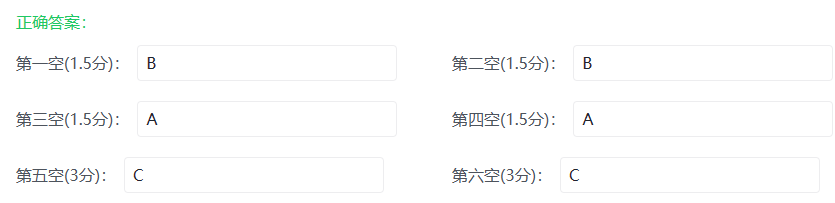 正确答案：
第一空(1.5分)： B 第二空(1.5分)： B
第三空(1.5分)： A 第四空(1.5分)： A
第五空(3分)： C 第六空(3分)： C